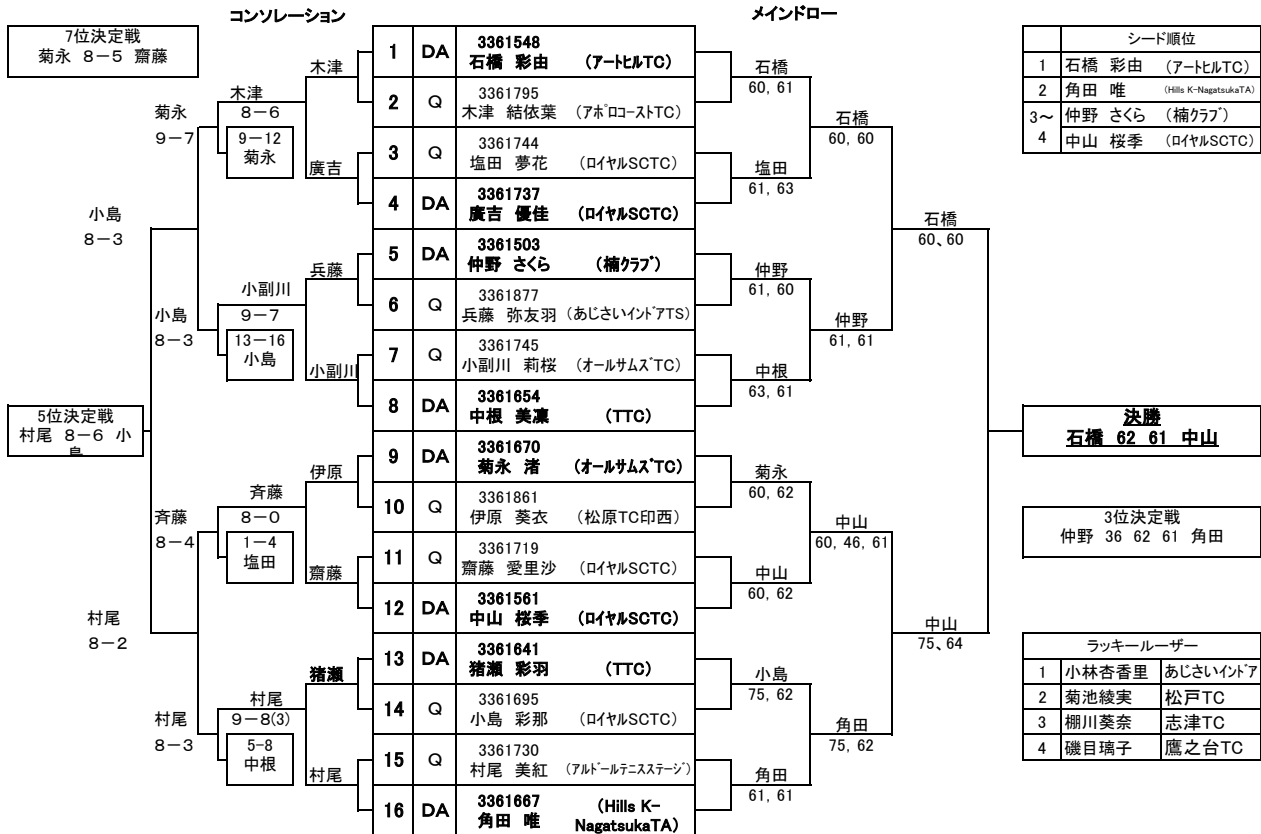 コンソレーション
メインドロー
7位決定戦
菊永 8-5 齋藤
木津
8-6
9-12
菊永
菊永
9-7
木津
廣吉
小島
8-3
小島
8-3
小副川
9-7
13-16
小島
兵藤
小副川
5位決定戦
村尾 8-6 小
島
斉藤
8-4
斉藤
8-0
1-4
塩田
伊原
齋藤
村尾
8-2
村尾
8-3
村尾
9-8(3)
5-8
中根
猪瀬
村尾
1 DA 3361548
石橋 彩由 (アートヒルTC)
2 Q 3361795
木津 結依葉 (アポロコーストTC)
3 Q 3361744
塩田 夢花 (ロイヤルSCTC)
4 DA 3361737
廣吉 優佳 (ロイヤルSCTC)
5 DA 3361503
仲野 さくら (楠クラブ)
6 Q 3361877
兵藤 弥友羽 (あじさいインドアTS)
7 Q 3361745
小副川 莉桜 (オールサムズTC)
8 DA 3361654
中根 美凜 (TTC)
9 DA 3361670
菊永 渚 (オールサムズTC)
10 Q 3361861
伊原 葵衣 (松原TC印西)
11 Q 3361719
齋藤 愛里沙 (ロイヤルSCTC)
12 DA 3361561
中山 桜季 (ロイヤルSCTC)
13 DA 3361641
猪瀬 彩羽 (TTC)
14 Q 3361695
小島 彩那 (ロイヤルSCTC)
15 Q 3361730
村尾 美紅 (アルドールテニスステージ)
16 DA 3361667
角田 唯 (Hills K-
NagatsukaTA)
石橋
60, 61
塩田
61, 63
仲野
61, 60
中根
63, 61
菊永
60, 62
中山
60, 62
小島
75, 62
角田
61, 61
石橋
60, 60
仲野
61, 61
中山
60, 46, 61
角田
75, 62
石橋
60、60
中山
75、64
シード順位
1 石橋 彩由 (アートヒルTC)
2 角田 唯 (Hills K-NagatsukaTA)
3～ 仲野 さくら (楠クラブ)
4 中山 桜季 (ロイヤルSCTC)
決勝
石橋 62 61 中山
3位決定戦
仲野 36 62 61 角田
ラッキールーザー
1 小林杏香里 あじさいインドア
2 菊池綾実 松戸TC
3 棚川葵奈 志津TC
4 磯目璃子 鷹之台TC